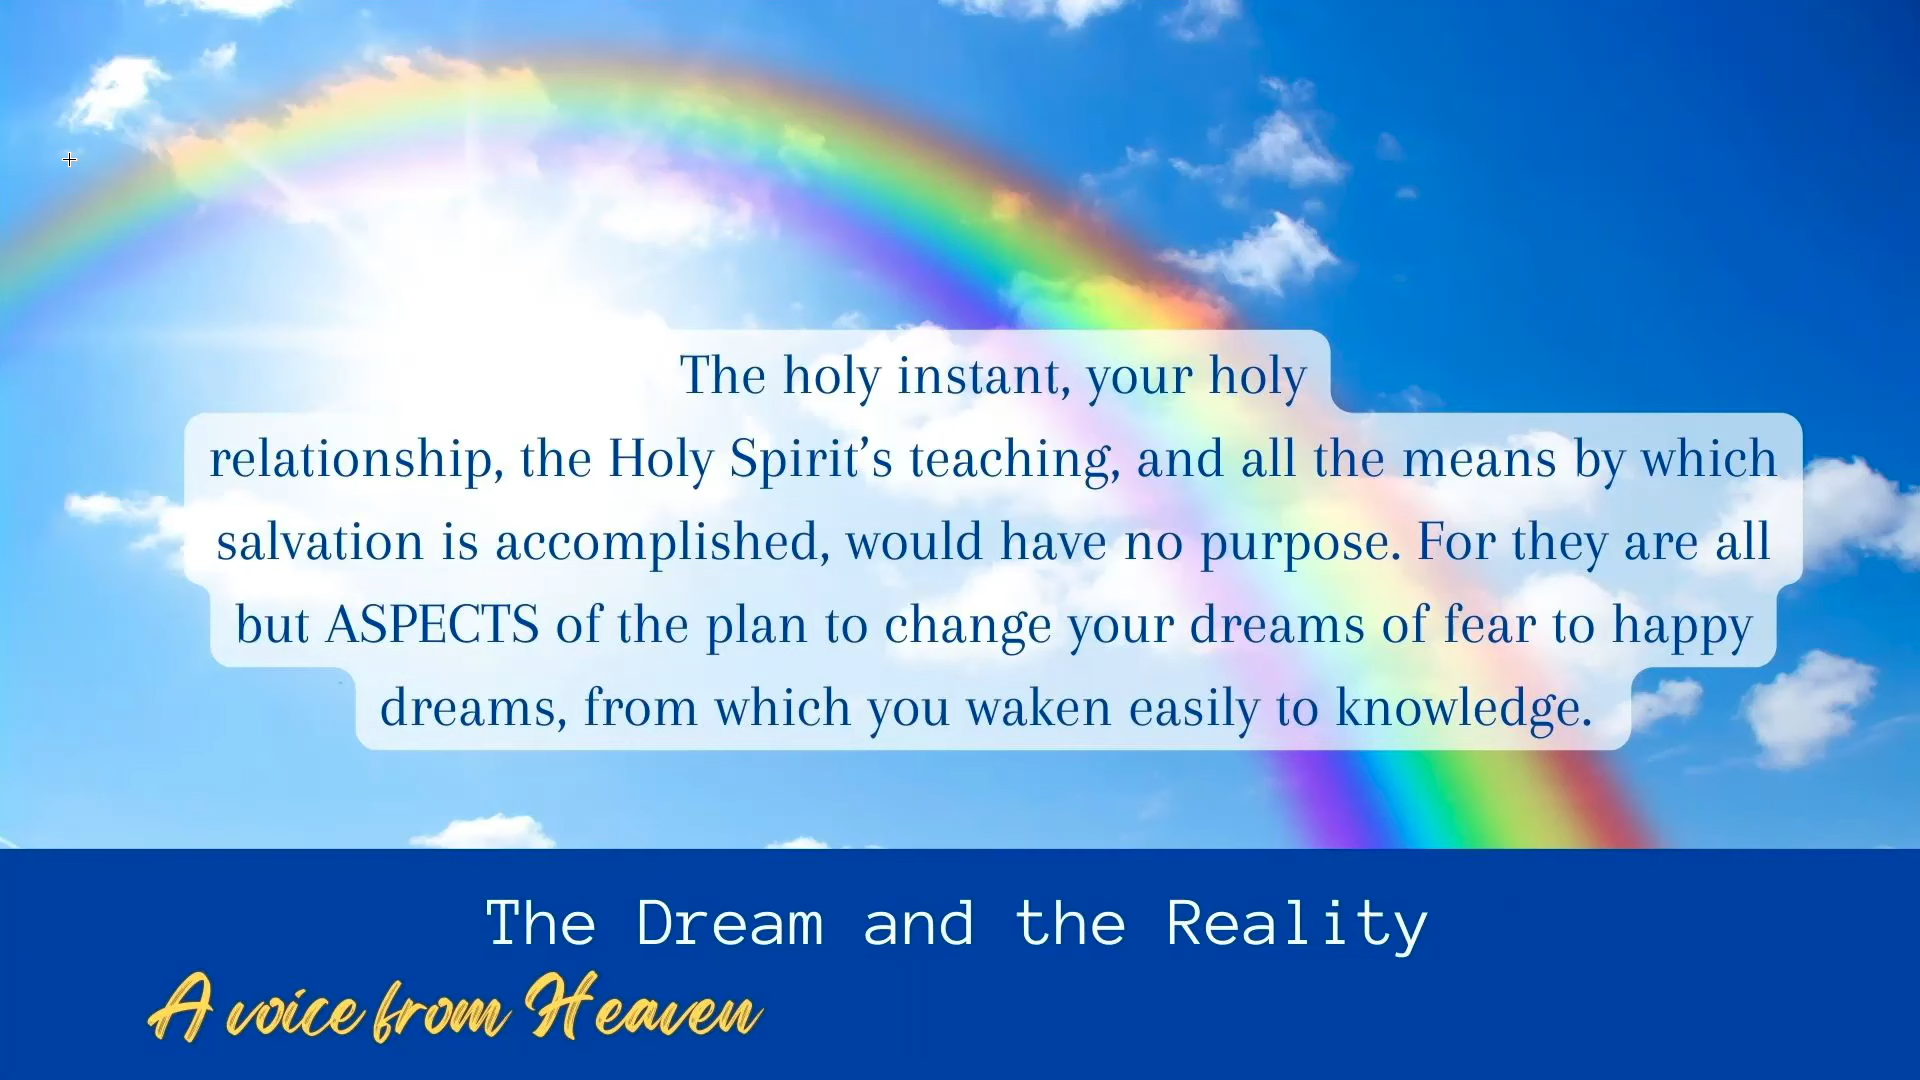 The holy instant, your holy
relationship, the Holy Spirit’s teaching, and all the means by which
salvation is accomplished, would have no purpose. For they are all
but ASPECTS of the plan to change your dreams of fear to happy
dreams, from which you waken easily to knowledge.
The Dream and the Reality
A voice from Heaven